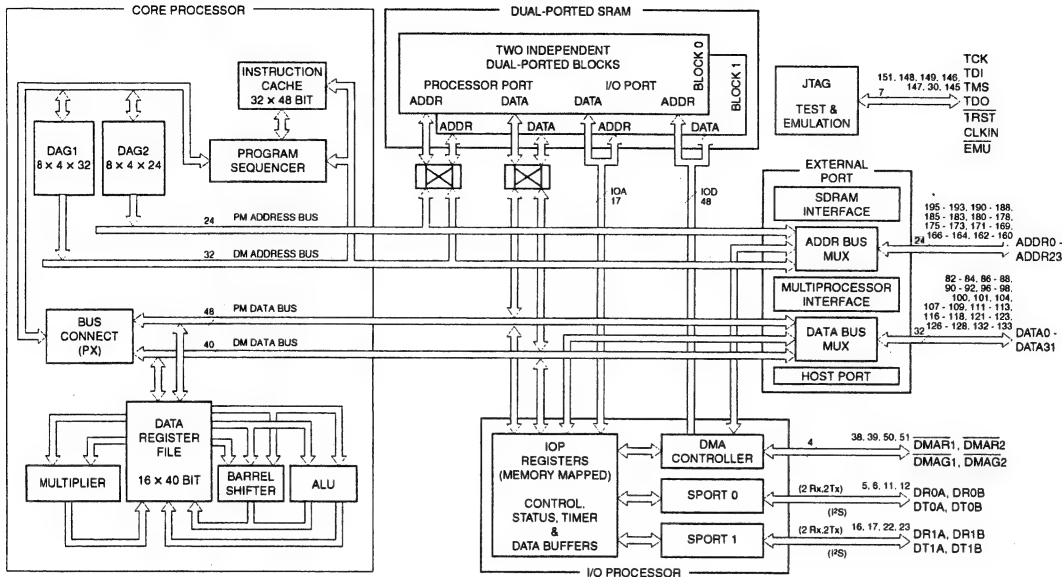 CORE PROCESSOR
INSTRUCTION
CACHE
32 × 48 BIT
DAG1
8 × 4 × 32
DAG2
8 × 4 × 24
PROGRAM
SEQUENCER
24 PM ADDRESS BUS
32 DM ADDRESS BUS
48 PM DATA BUS
40 DM DATA BUS
BUS
CONNECT
(PX)
DATA
REGISTER
FILE
16 × 40 BIT
MULTIPLIER
BARREL
SHIFTER
ALU
DUAL-PORTED SRAM
TWO INDEPENDENT
DUAL-PORTED BLOCKS
PROCESSOR PORT
I/O PORT
ADDR DATA DATA ADDR
ADDR DATA ADDR DATA
BLOCK 0
BLOCK 1
IOA
17
IOD
48
JTAG
TEST &
EMULATION
151, 148, 149, 146,
147, 30, 145
7
TCK
TDI
TMS
TDO
TRST
CLKIN
EMU
EXTERNAL
PORT
SDRAM
INTERFACE
ADDR BUS
MUX
MULTIPROCESSOR
INTERFACE
DATA BUS
MUX
HOST PORT
195 - 193, 190 - 188,
185 - 183, 180 - 178,
175 - 173, 171 - 169,
166 - 164, 162 - 160
24
ADDR0 -
ADDR23
82 - 84, 86 - 88,
90 - 92, 96 - 98,
100, 101, 104,
107 - 109, 111 - 113,
116 - 118, 121 - 123,
126 - 128, 132 - 133
32
DATA0 -
DATA31
IOP
REGISTERS
(MEMORY MAPPED)
CONTROL,
STATUS, TIMER
&
DATA BUFFERS
DMA
CONTROLLER
4
38, 39, 50, 51
DMAR1, DMAR2
DMAG1, DMAG2
SPORT 0
(2 Rx.2Tx)
5, 6, 11, 12
(I²S)
DR0A, DR0B
DT0A, DT0B
SPORT 1
(2 Rx.2Tx)
16, 17, 22, 23
(I²S)
DR1A, DR1B
DT1A, DT1B
I/O PROCESSOR